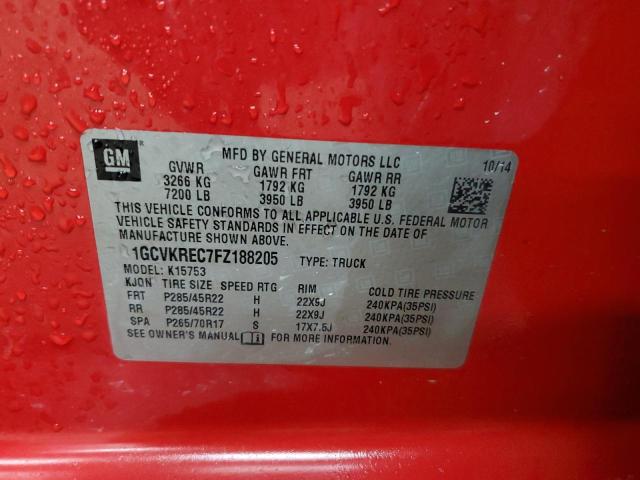 GM
MFD BY GENERAL MOTORS LLC
10/14
GVWR GAWR FRT GAWR RR
3266 KG 1792 KG 1792 KG
7200 LB 3950 LB 3950 LB
THIS VEHICLE CONFORMS TO ALL APPLICABLE U.S. FEDERAL MOTOR
VEHICLE SAFETY STANDARDS IN EFFECT ON THE DATE OF
MANUFACTURE SHOWN ABOVE.
1GCVKREC7FZ188205 TYPE: TRUCK
MODEL: K15753
KJON TIRE SIZE SPEED RTG RIM COLD TIRE PRESSURE
FRT P285/45R22 H 22X9J 240KPA(35PSI)
RR P285/45R22 H 22X9J 240KPA(35PSI)
SPA P265/70R17 S 17X7.5J 240KPA(35PSI)
SEE OWNER'S MANUAL FOR MORE INFORMATION.